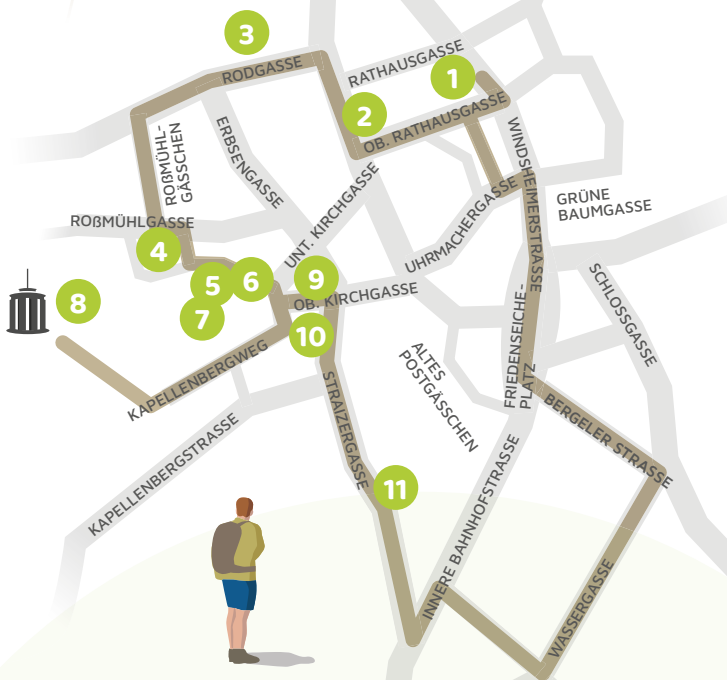 3
RATHAUSGASSE
1
RODGASSE
2
OB. RATHAUSGASSE
ERBSENGASSE
ROẞMÜHL-
GÄSSCHEN
WINDSHEIMERSTRASSE
UNT. KIRCHGASSE
UHRMACHERGASSE
GRÜNE
BAUMGASSE
ROẞMÜHLGASSE
4
5
6
9
8
7
OB. KIRCHGASSE
10
SCHLOSSGASSE
FRIEDENSEICHE-
PLATZ
ALTES
POSTGÄSSCHEN
KAPELLENBERGWEG
STRAIZERGASSE
BERGELER STRASSE
KAPELLENBERGSTRASSE
11
INNERE BAHNHOFSTRASSE
WASSERGASSE